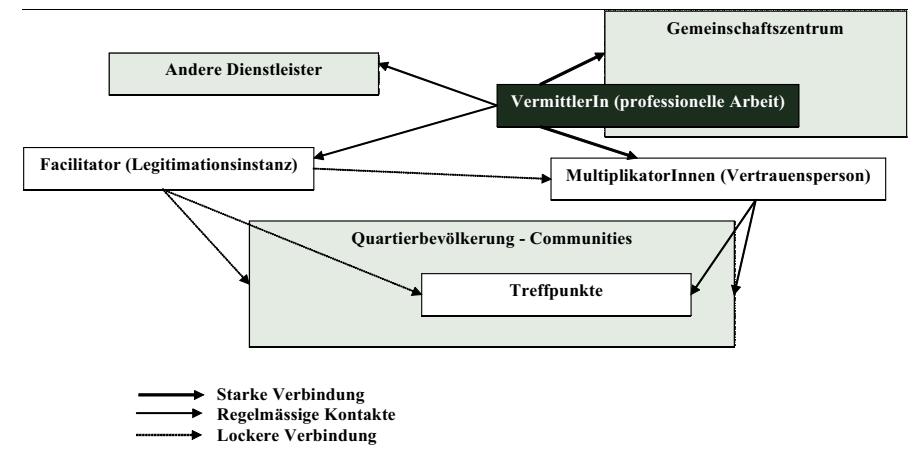 Gemeinschaftszentrum
Andere Dienstleister
VermittlerIn (professionelle Arbeit)
Facilitator (Legitimationsinstanz)
MultiplikatorInnen (Vertrauensperson)
Quartierbevölkerung - Communities
Treffpunkte
Starke Verbindung
Regelmässige Kontakte
Lockere Verbindung